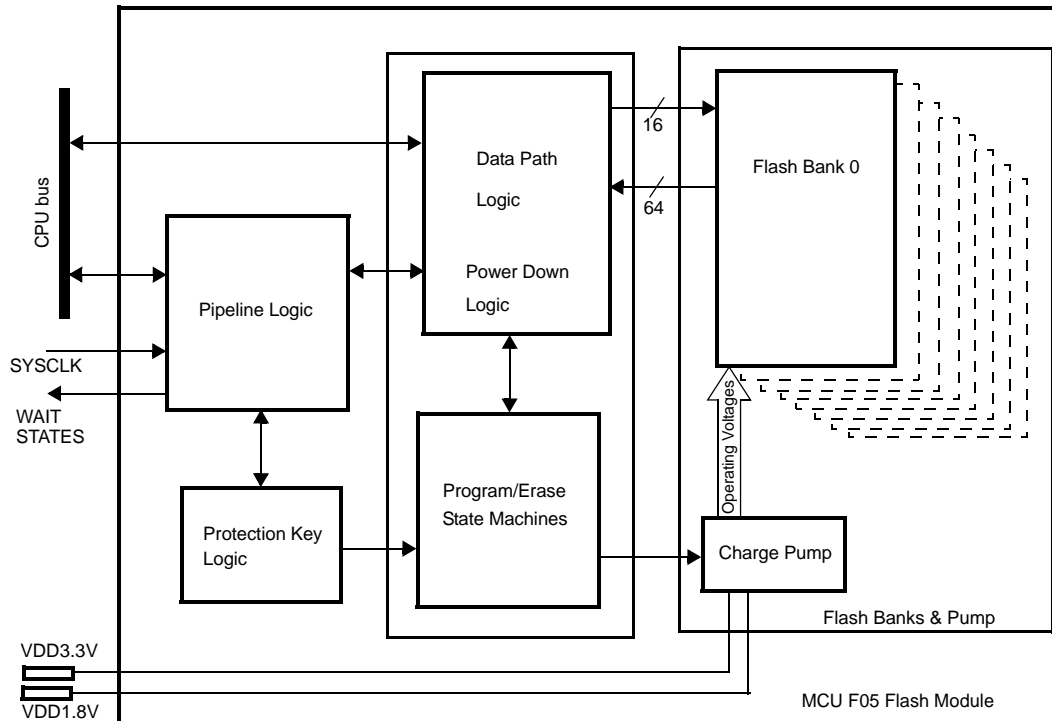 CPU bus
SYSCLK
WAIT
STATES
VDD3.3V
VDD1.8V
Pipeline Logic
Protection Key
Logic
Data Path
Logic
Power Down
Logic
Program/Erase
State Machines
16
64
Flash Bank 0
Operating Voltages
Charge Pump
Flash Banks & Pump
MCU F05 Flash Module